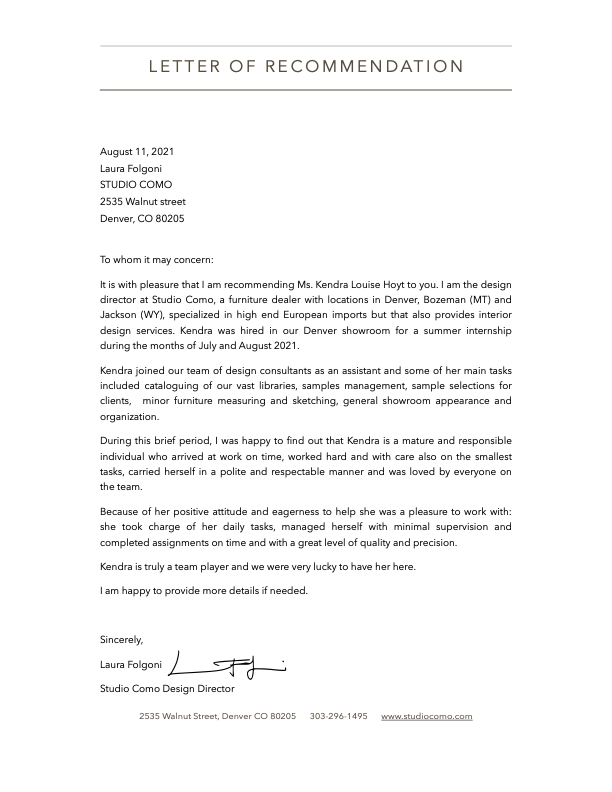 LETTER OF RECOMMENDATION
August 11, 2021
Laura Folgoni
STUDIO COMO
2535 Walnut street
Denver, CO 80205
To whom it may concern:
It is with pleasure that I am recommending Ms. Kendra Louise Hoyt to you. I am the design
director at Studio Como, a furniture dealer with locations in Denver, Bozeman (MT) and
Jackson (WY), specialized in high end European imports but that also provides interior
design services. Kendra was hired in our Denver showroom for a summer internship
during the months of July and August 2021.
Kendra joined our team of design consultants as an assistant and some of her main tasks
included cataloguing of our vast libraries, samples management, sample selections for
clients,  minor furniture measuring and sketching, general showroom appearance and
organization.
During this brief period, I was happy to find out that Kendra is a mature and responsible
individual who arrived at work on time, worked hard and with care also on the smallest
tasks, carried herself in a polite and respectable manner and was loved by everyone on
the team.
Because of her positive attitude and eagerness to help she was a pleasure to work with:
she took charge of her daily tasks, managed herself with minimal supervision and
completed assignments on time and with a great level of quality and precision.
Kendra is truly a team player and we were very lucky to have her here.
I am happy to provide more details if needed.
Sincerely,
Laura Folgoni
Studio Como Design Director
2535 Walnut Street, Denver CO 80205 303-296-1495 www.studiocomo.com